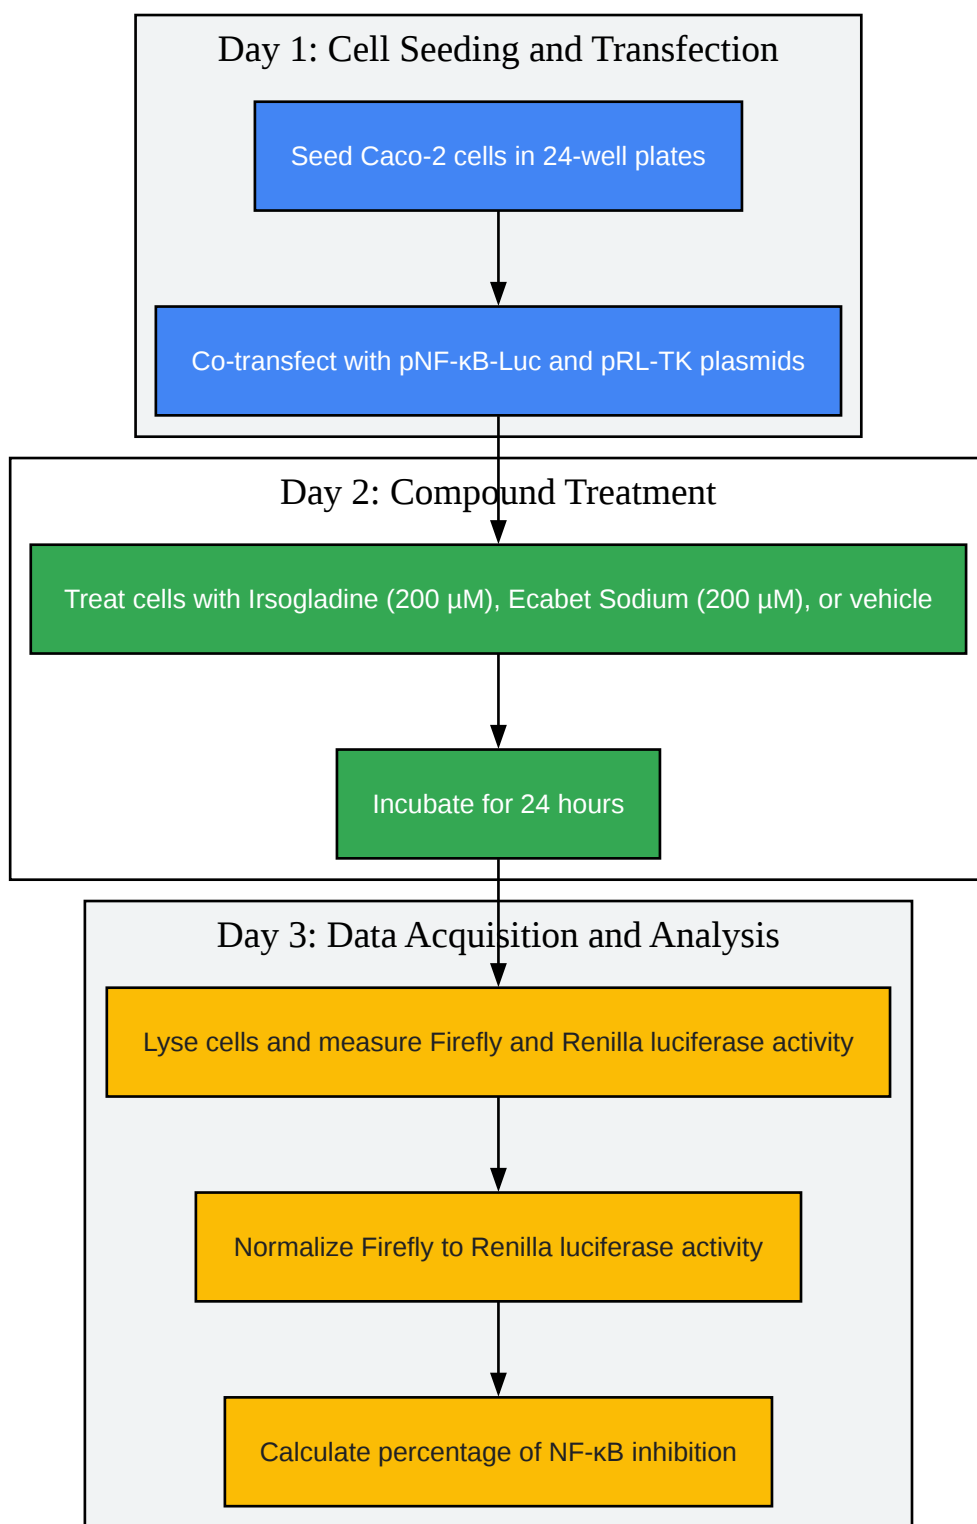 Day 1: Cell Seeding and Transfection
Seed Caco-2 cells in 24-well plates
Co-transfect with pNF-κB-Luc and pRL-TK plasmids
Day 2: Compound Treatment
Treat cells with Irsogladine (200 µM), Ecabet Sodium (200 µM), or vehicle
Incubate for 24 hours
Day 3: Data Acquisition and Analysis
Lyse cells and measure Firefly and Renilla luciferase activity
Normalize Firefly to Renilla luciferase activity
Calculate percentage of NF-κB inhibition